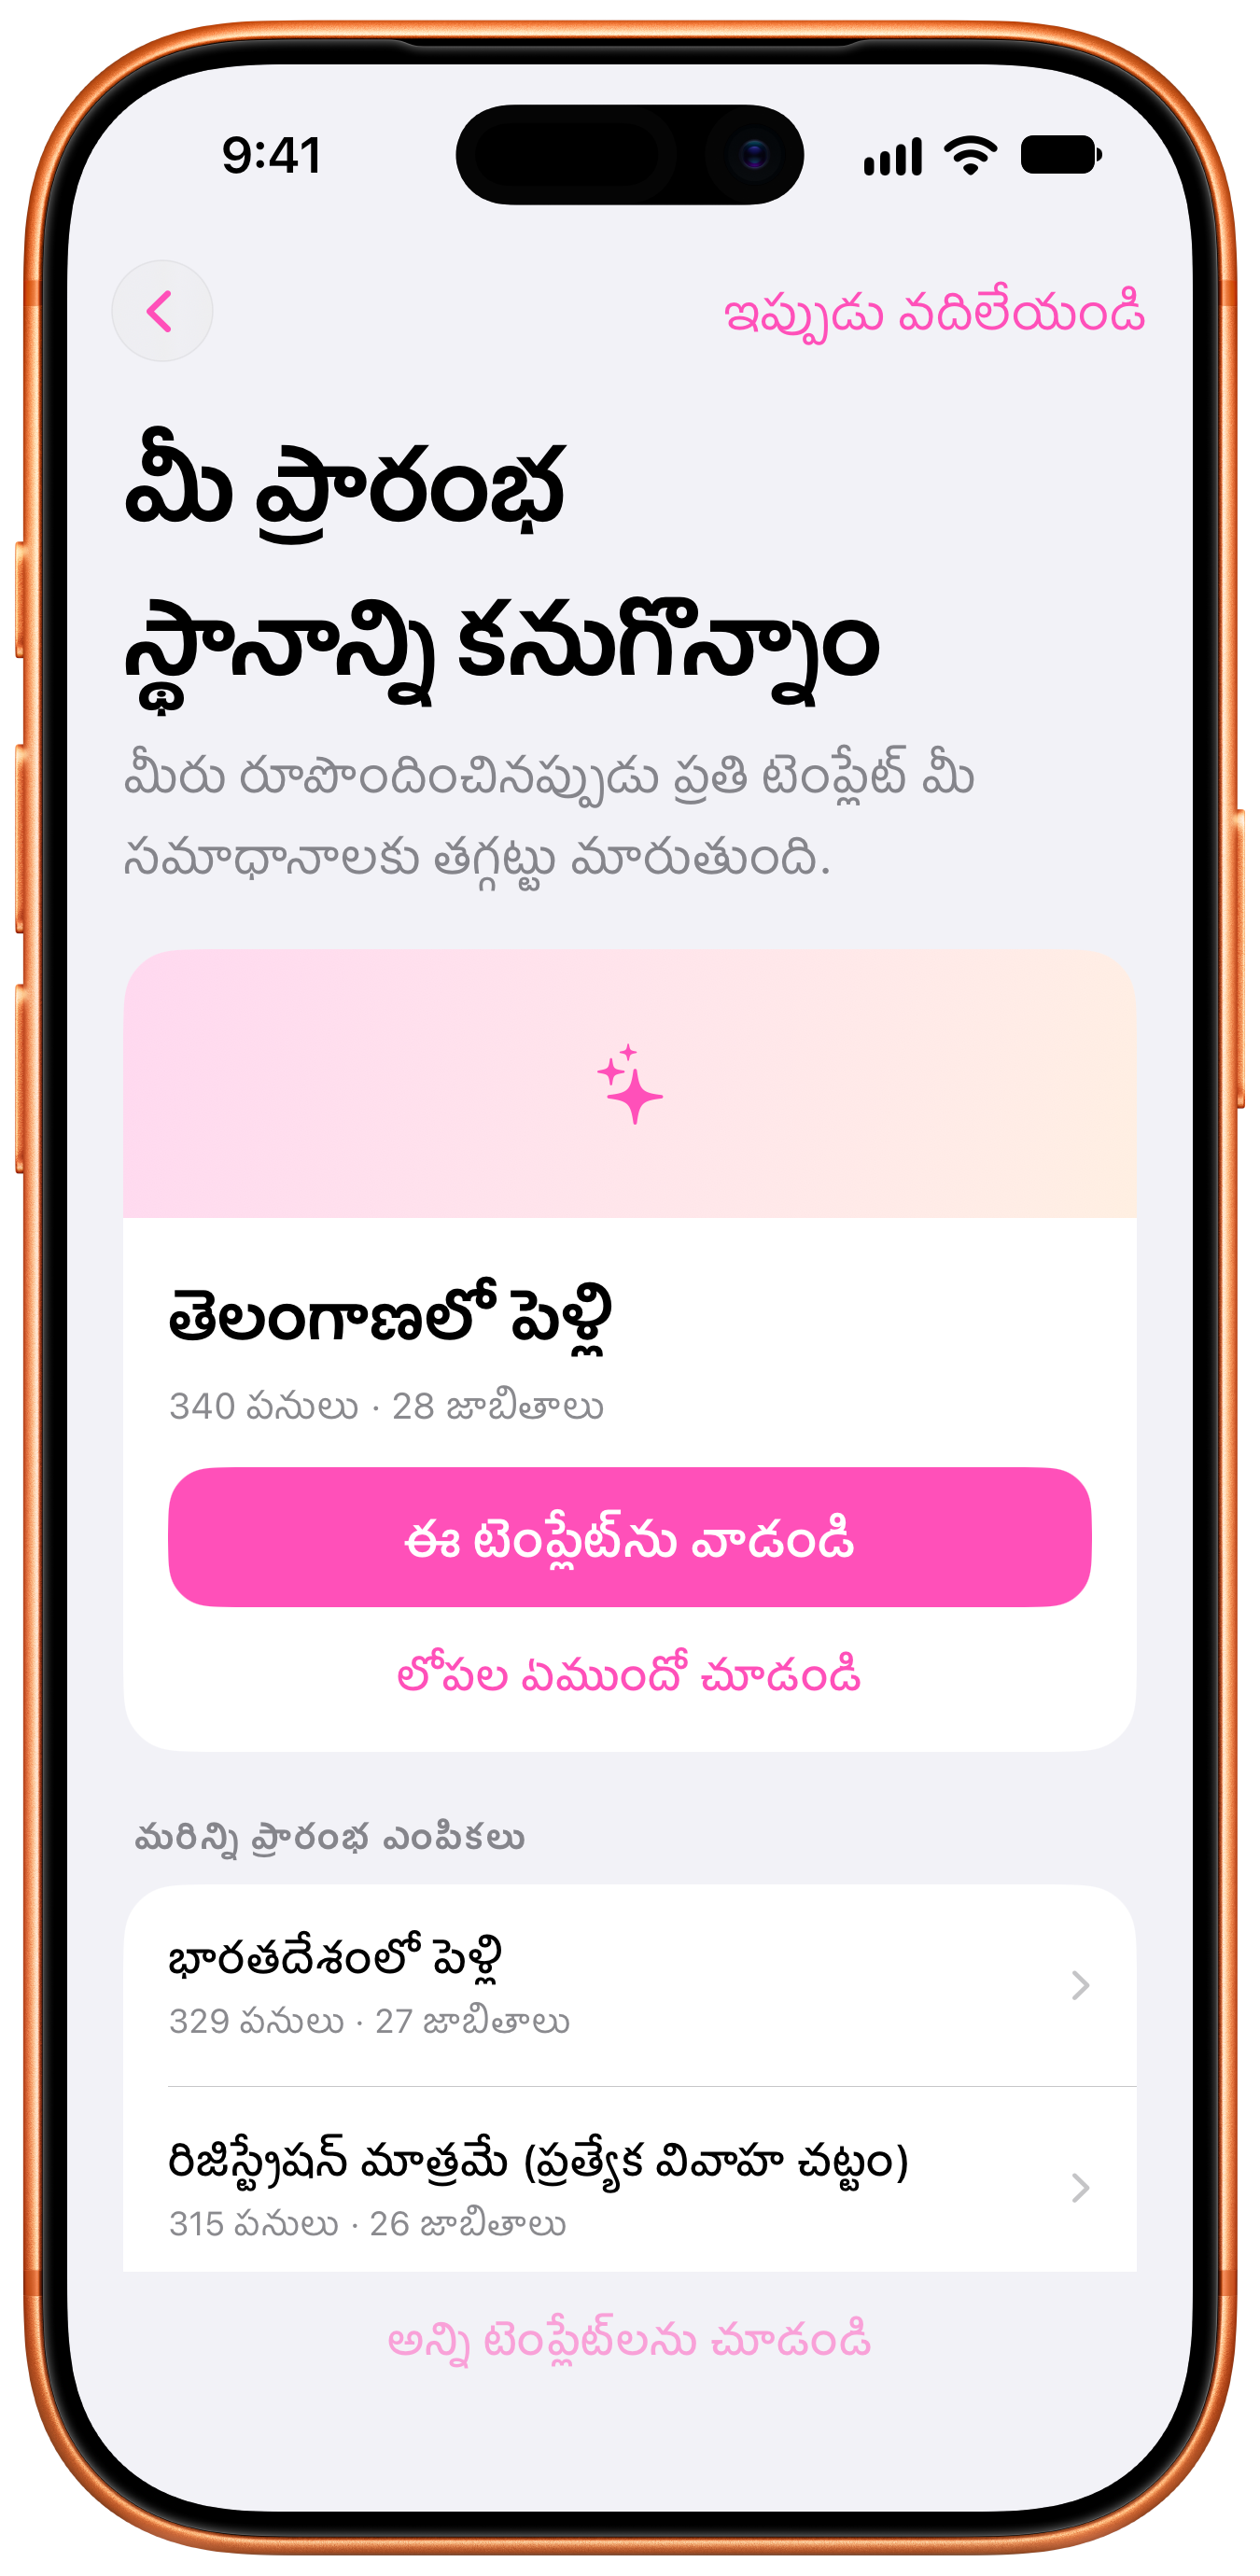 9:41
ఇప్పుడు వదిలేయండి
మీ ప్రారంభ
స్థానాన్ని కనుగొన్నాం
మీరు రూపొందించినప్పుడు ప్రతి టెంప్లేట్ మీ
సమాధానాలకు తగ్గట్టు మారుతుంది.
తెలంగాణలో పెళ్లి
340 పనులు · 28 జాబితాలు
ఈ టెంప్లేట్‌ను వాడండి
లోపల ఏముందో చూడండి
మరిన్ని ప్రారంభ ఎంపికలు
భారతదేశంలో పెళ్లి
329 పనులు · 27 జాబితాలు
రిజిస్ట్రేషన్ మాత్రమే (ప్రత్యేక వివాహ చట్టం)
315 పనులు · 26 జాబితాలు
అన్ని టెంప్లేట్‌లను చూడండి